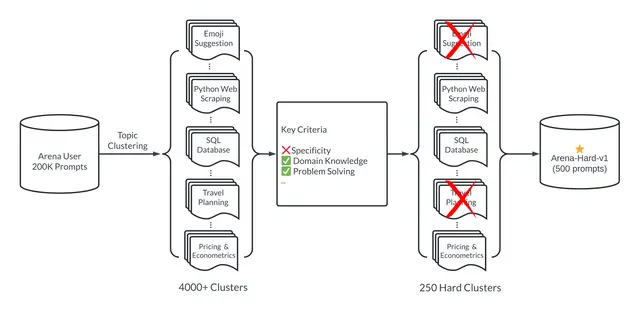 Arena User
200K Prompts
Topic
Clustering
Emoji
Suggestion
...
Python Web
Scraping
...
SQL
Database
...
Travel
Planning
...
Pricing &
Econometrics
4000+ Clusters
Key Criteria
❌Specificity
✅Domain Knowledge
✅Problem Solving
...
Emoji
Suggestion
...
Python Web
Scraping
...
SQL
Database
...
Travel
Planning
...
Pricing &
Econometrics
250 Hard Clusters
Arena-Hard-v1
(500 prompts)